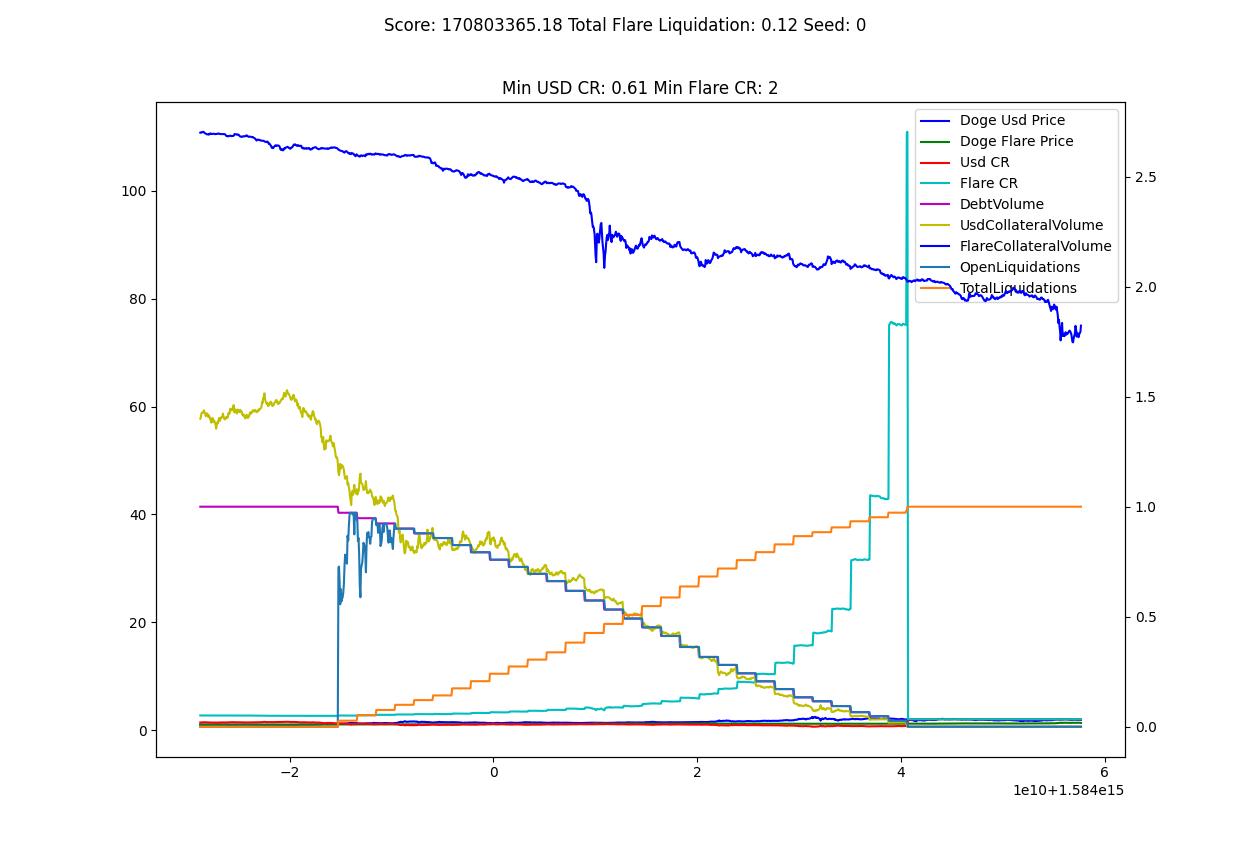 Score: 170803365.18 Total Flare Liquidation: 0.12 Seed: 0
Min USD CR: 0.61 Min Flare CR: 2
Doge Usd Price
Doge Flare Price
Usd CR
Flare CR
DebtVolume
UsdCollateralVolume
FlareCollateralVolume
OpenLiquidations
TotalLiquidations
100
80
60
40
20
0
2.5
2.0
1.5
1.0
0.5
0.0
−2
0
2
4
6
1e10+1.584e15